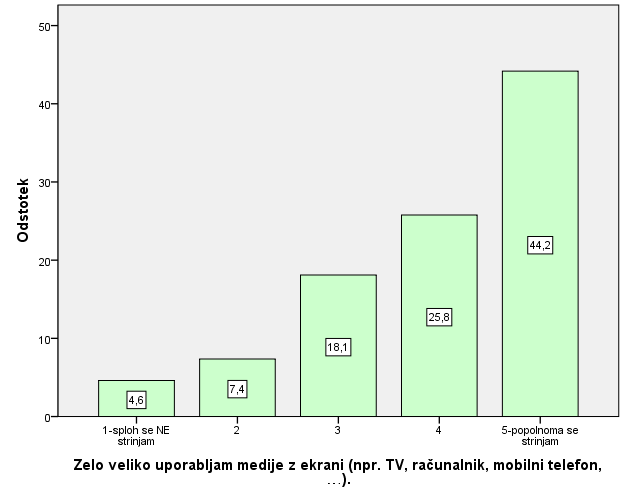 50
40
30
20
10
0
Odstotek
4,6
7,4
18,1
25,8
44,2
1-sploh se NE
strinjam
2
3
4
5-popolnoma se
strinjam
Zelo veliko uporabljam medije z ekrani (npr. TV, računalnik, mobilni telefon,
…).